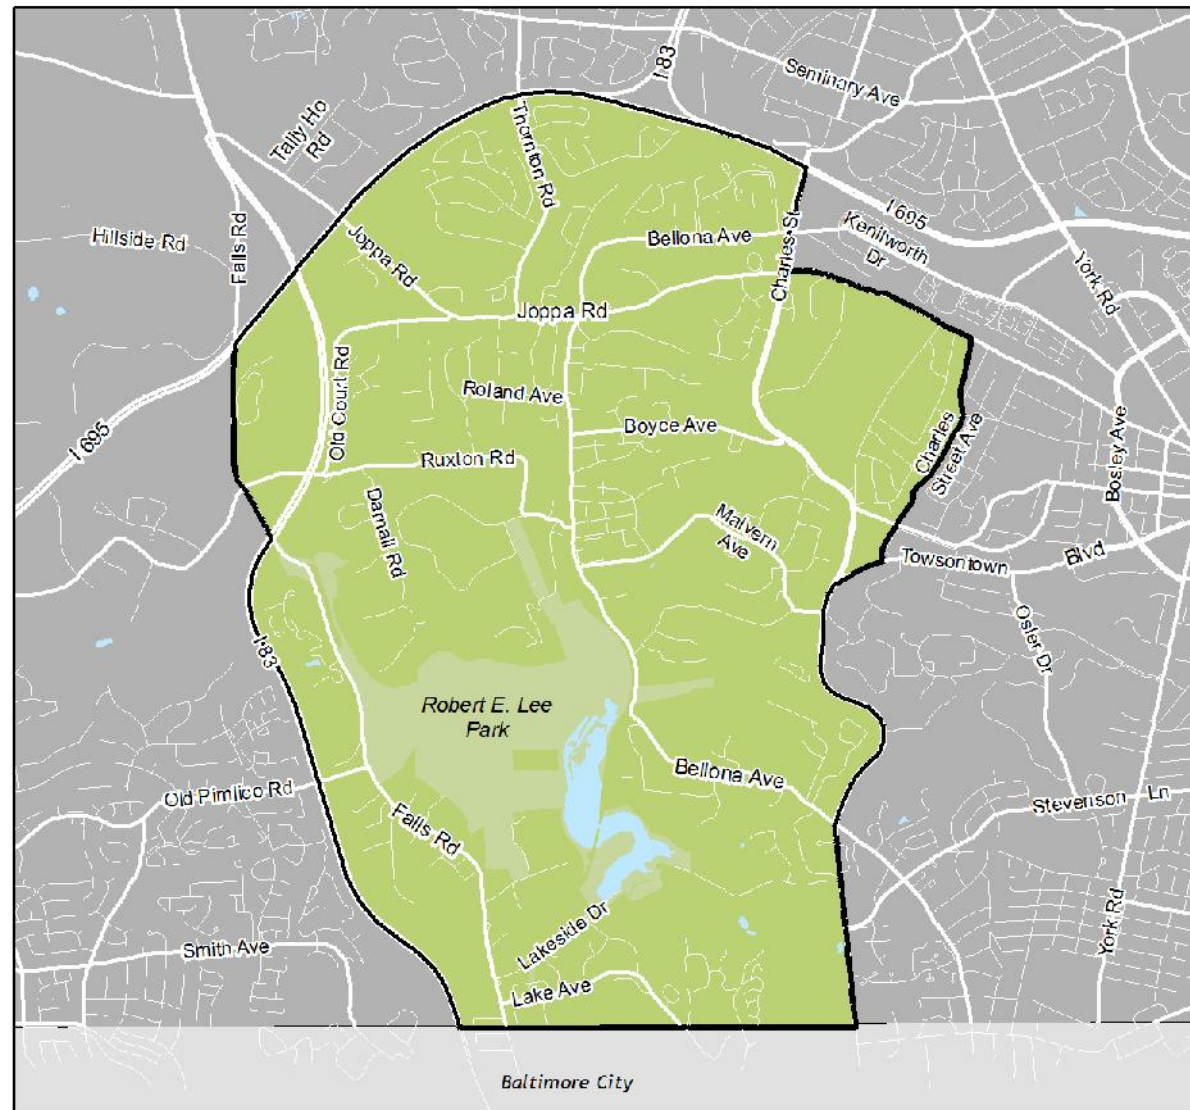 I 83
Seminary Ave
Tally Ho
Rd
Thornton Rd
I 695
Hillside Rd
Falls Rd
Joppa Rd
Bellona Ave
Charles St
Kenilworth
Dr
York Rd
Joppa Rd
Old Court Rd
Roland Ave
Boyce Ave
Charles
Street Ave
Bosley Ave
I 695
Ruxton Rd
Darnall Rd
Malvern
Ave
Towsontown
Blvd
Osler Dr
I 83
Robert E. Lee
Park
Bellona Ave
Old Pimlico Rd
Stevenson Ln
Falls Rd
Lakeside Dr
York Rd
Smith Ave
Lake Ave
Baltimore City